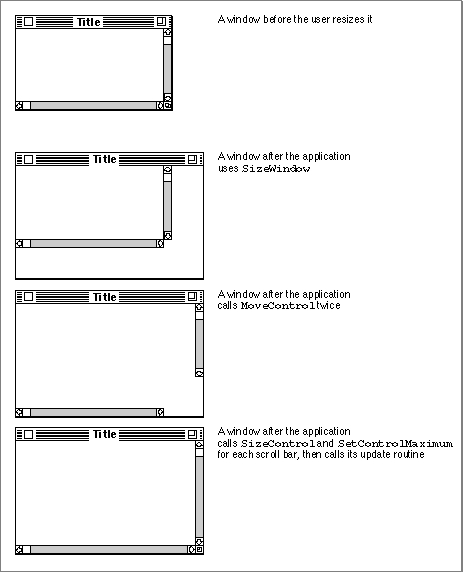 Title
A window before the user resizes it
Title
A window after the application
uses SizeWindow
Title
A window after the application
calls MoveControl twice
Title
A window after the application
calls SizeControl and SetControlMaximum
for each scroll bar, then calls its update routine